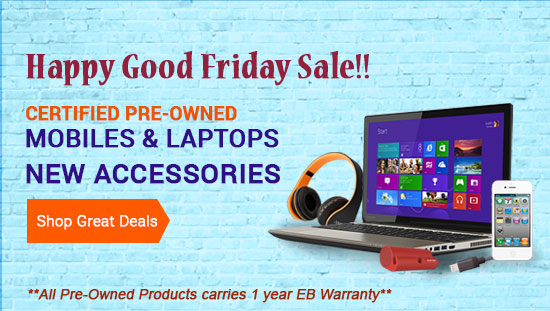 Happy Good Friday Sale!!
CERTIFIED PRE-OWNED
MOBILES & LAPTOPS
NEW ACCESSORIES
Start
Shop Great Deals
**All Pre-Owned Products carries 1 year EB Warranty**